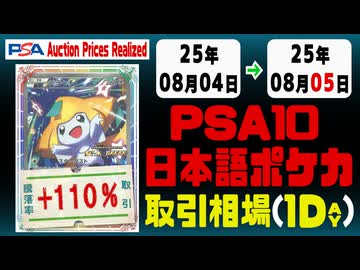 PSA Auction Prices Realized
25年
08月04日
25年
08月05日
PSA10
日本語ポケカ
取引相場(1DAY)
騰落率
+110%
取引